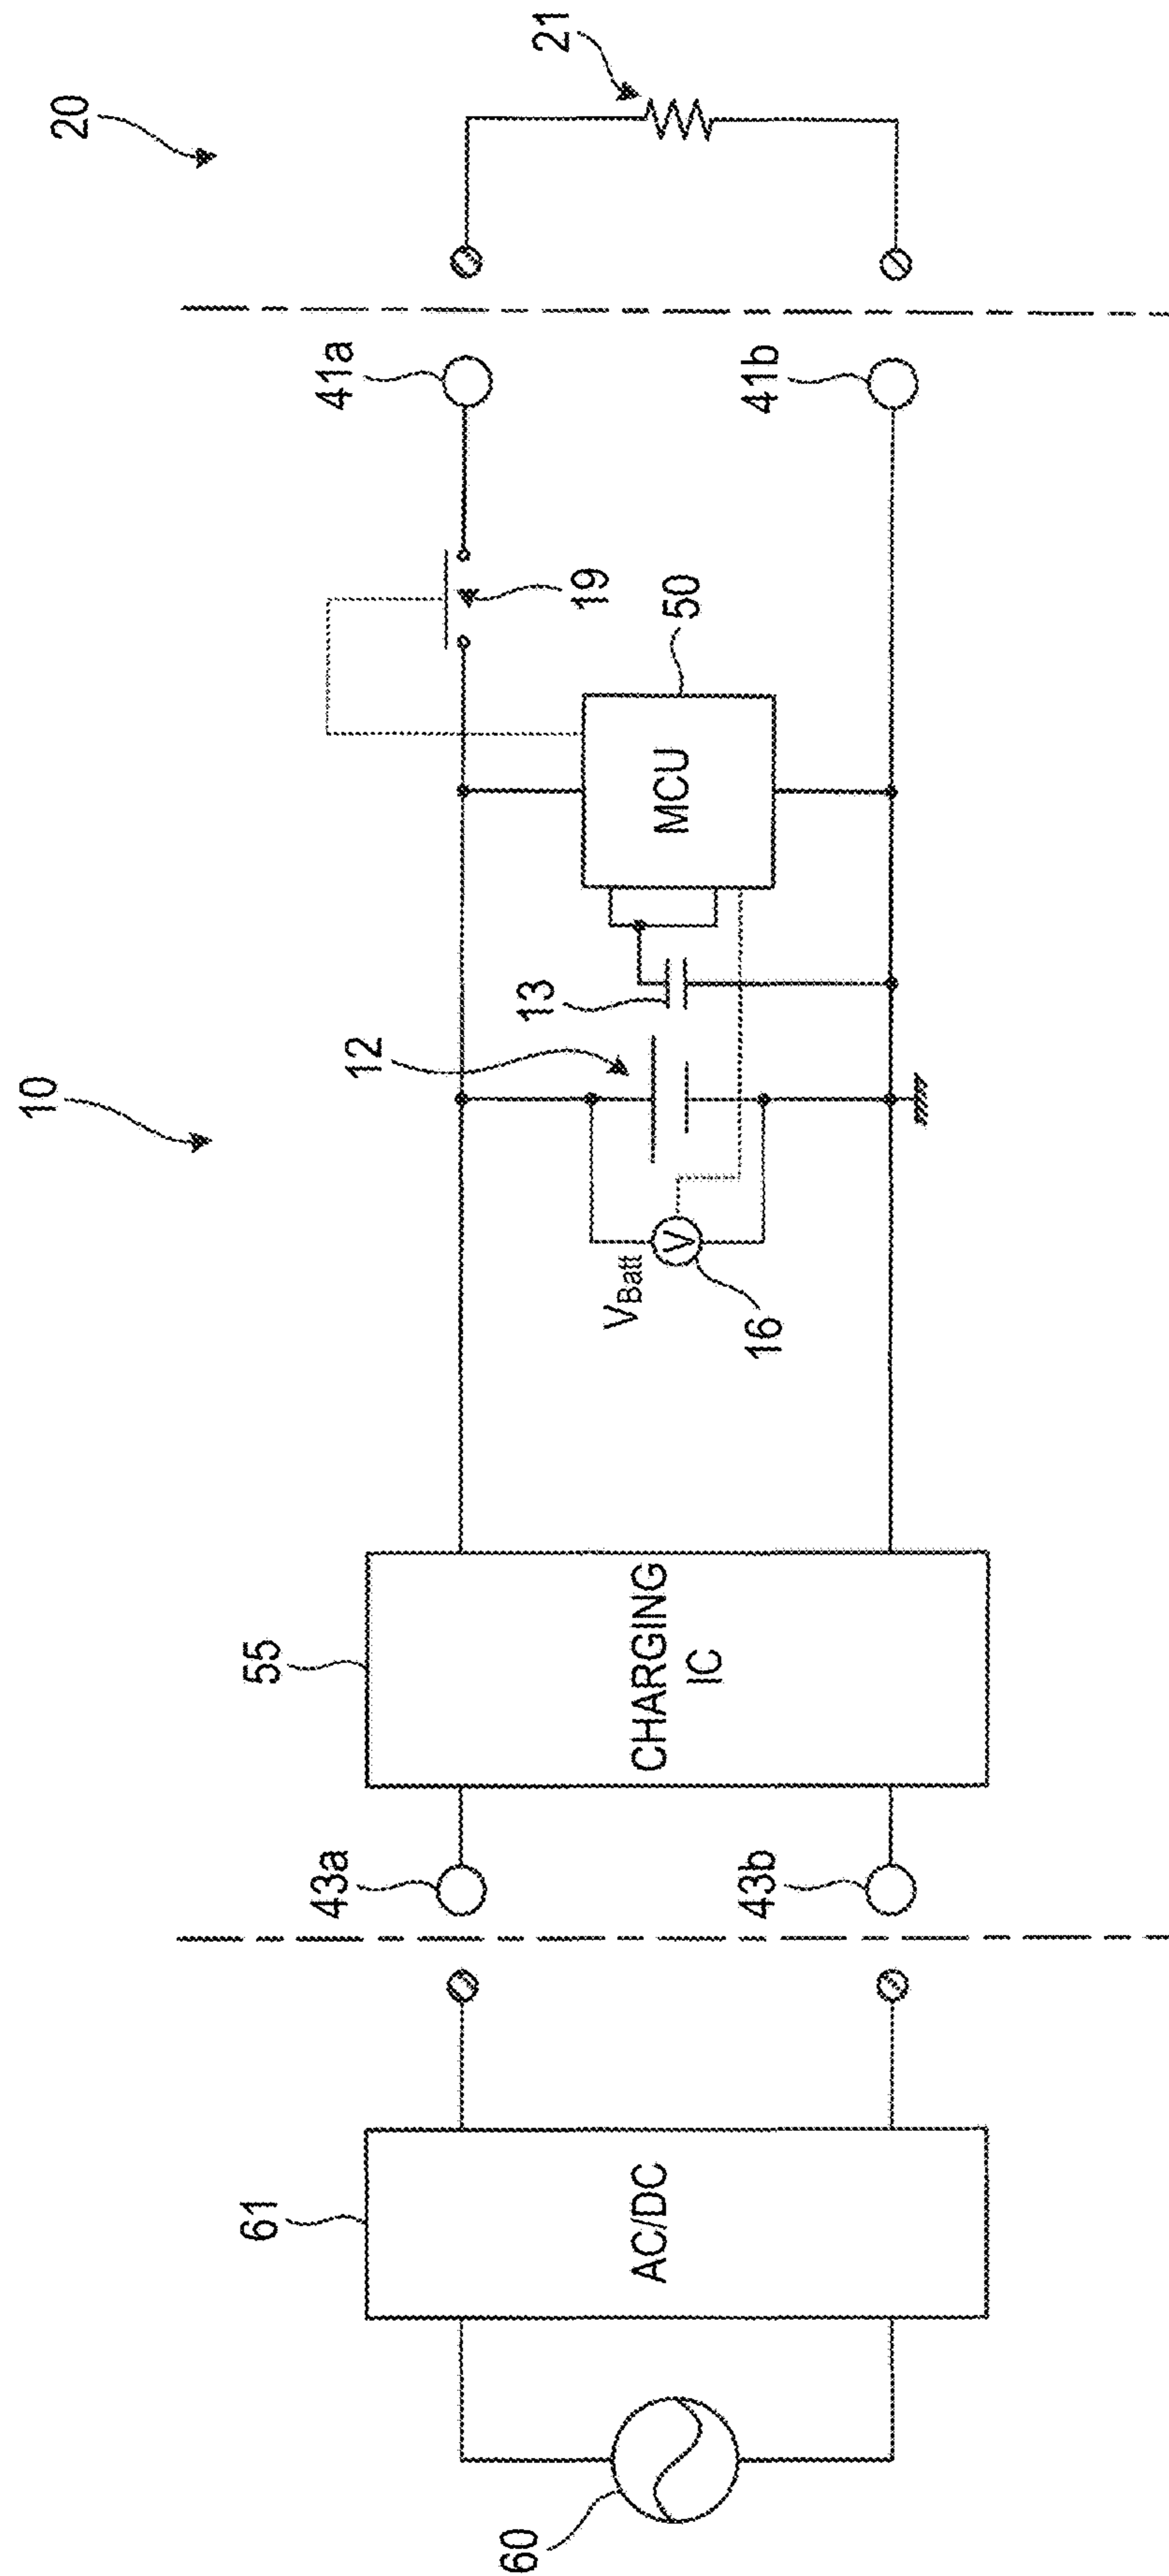 10
20
60
61
AC/DC
43a
43b
55
CHARGING
IC
V_Batt
V
16
12
13
MCU
50
19
41a
41b
21